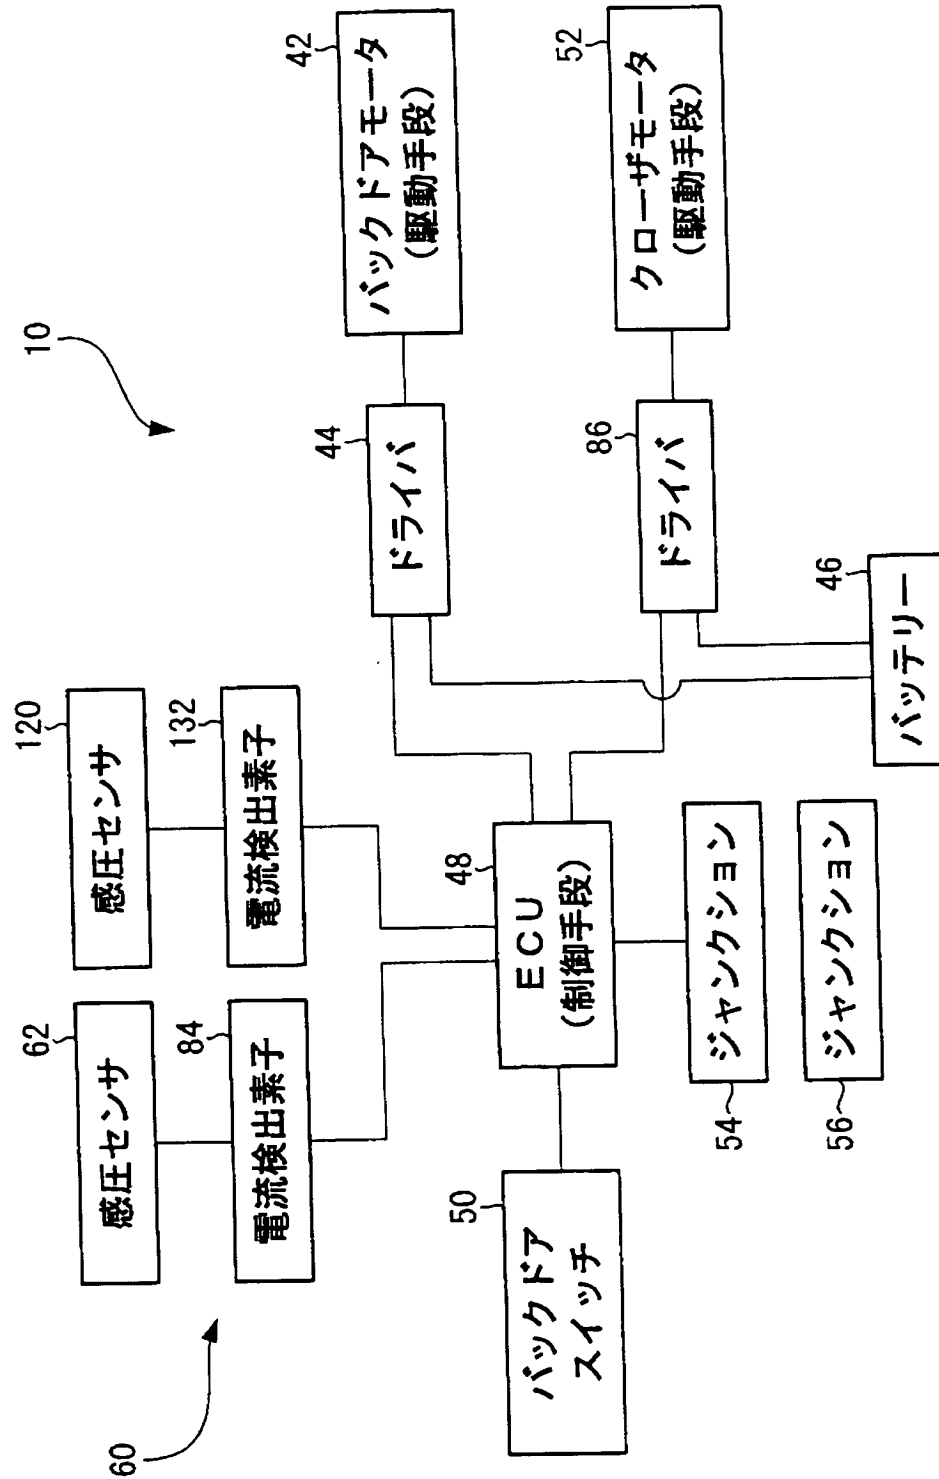 10
60
62
感圧センサ
120
感圧センサ
84
電流検出素子
132
電流検出素子
50
バックドア
スイッチ
48
ECU
(制御手段)
44
ドライバ
42
バックドアモータ
(駆動手段)
86
ドライバ
52
クローザモータ
(駆動手段)
54
ジャンクション
56
ジャンクション
46
バッテリー